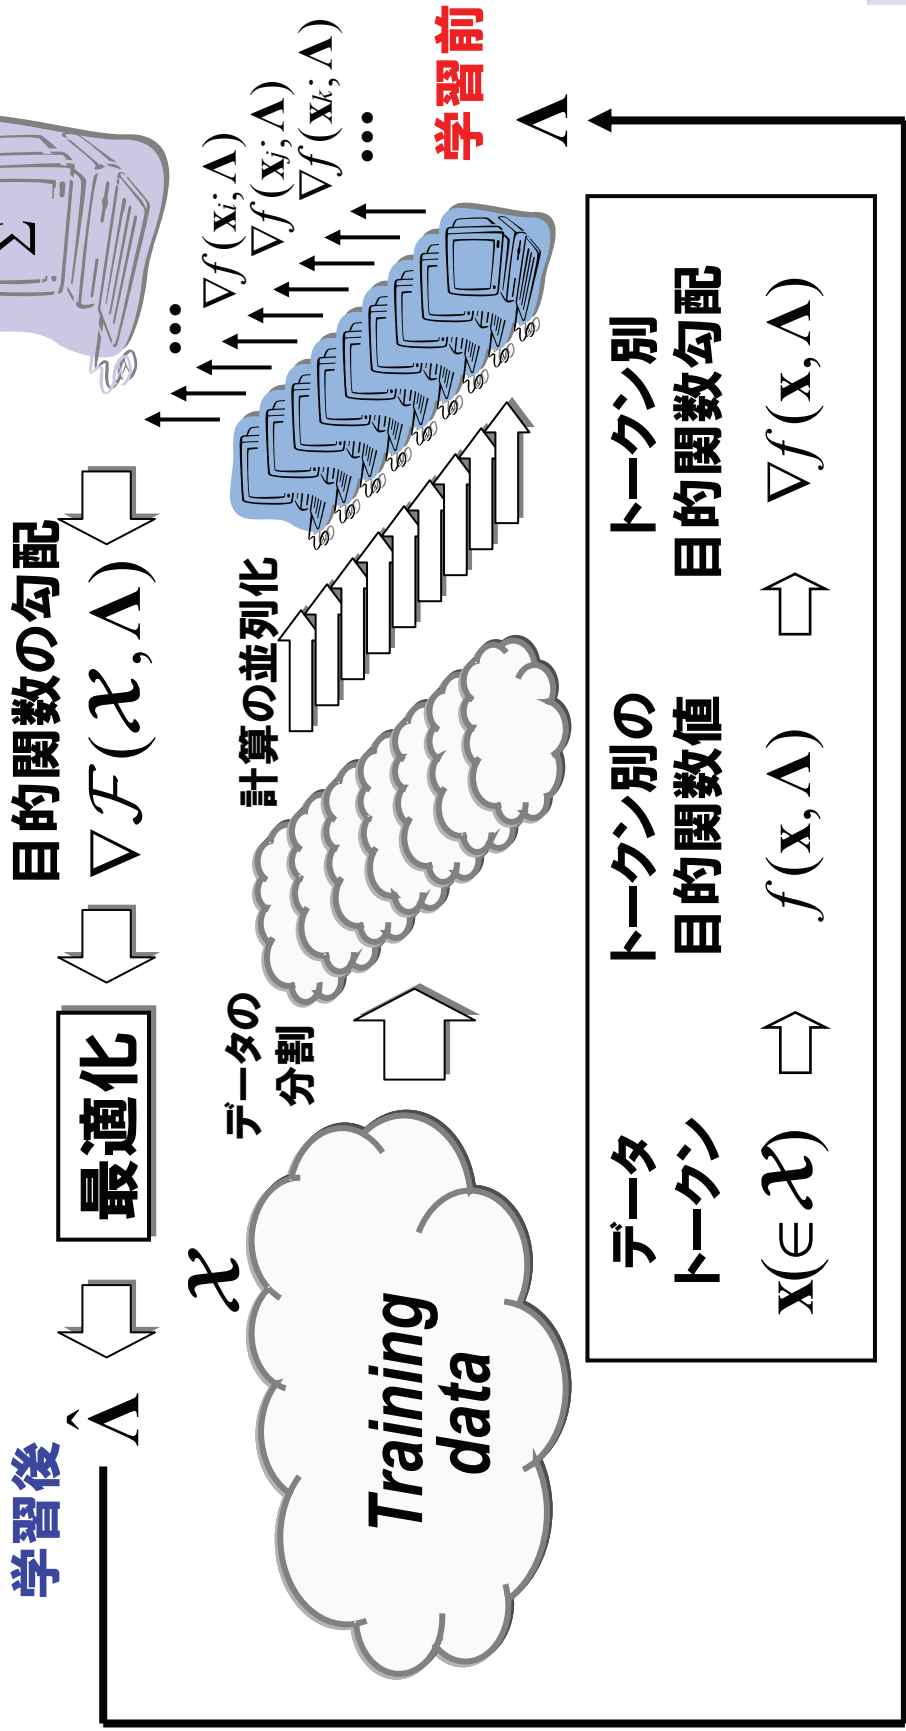 学習後
Λ̂
最適化
目的関数の勾配
∇F(X, Λ)
Σ
X
Training
data
データの
分割
計算の並列化
…
∇f(xᵢ; Λ)
∇f(xⱼ; Λ)
∇f(xₖ; Λ)
…
学習前
Λ
データ
トークン
x(∈X)
トークン別の
目的関数値
f(x, Λ)
トークン別
目的関数勾配
∇f(x, Λ)